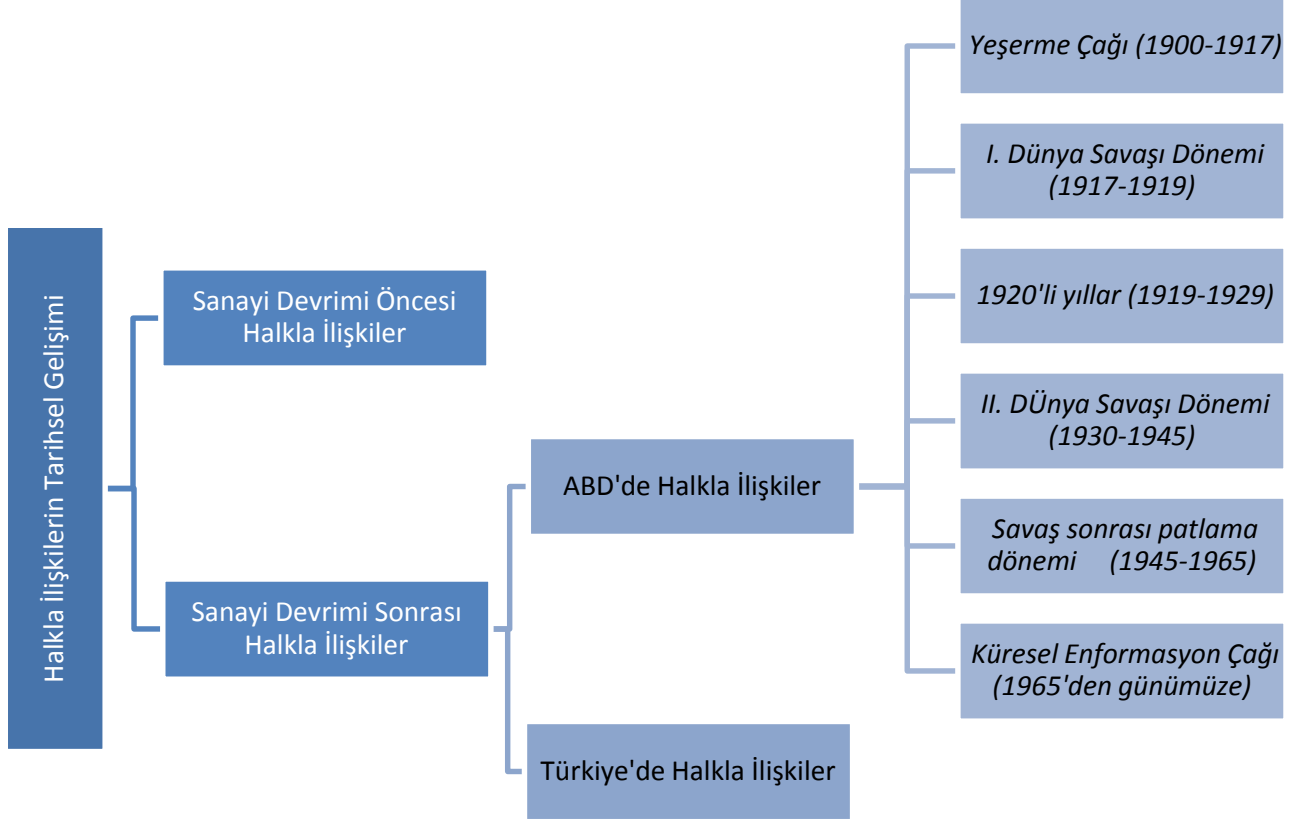 Halkla İlişkilerin Tarihsel Gelişimi
Sanayi Devrimi Öncesi
Halkla İlişkiler
Sanayi Devrimi Sonrası
Halkla İlişkiler
ABD'de Halkla İlişkiler
Yeşerme Çağı (1900-1917)
I. Dünya Savaşı Dönemi
(1917-1919)
1920'li yıllar (1919-1929)
II. DÜnya Savaşı Dönemi
(1930-1945)
Savaş sonrası patlama
dönemi (1945-1965)
Küresel Enformasyon Çağı
(1965'den günümüze)
Türkiye'de Halkla İlişkiler